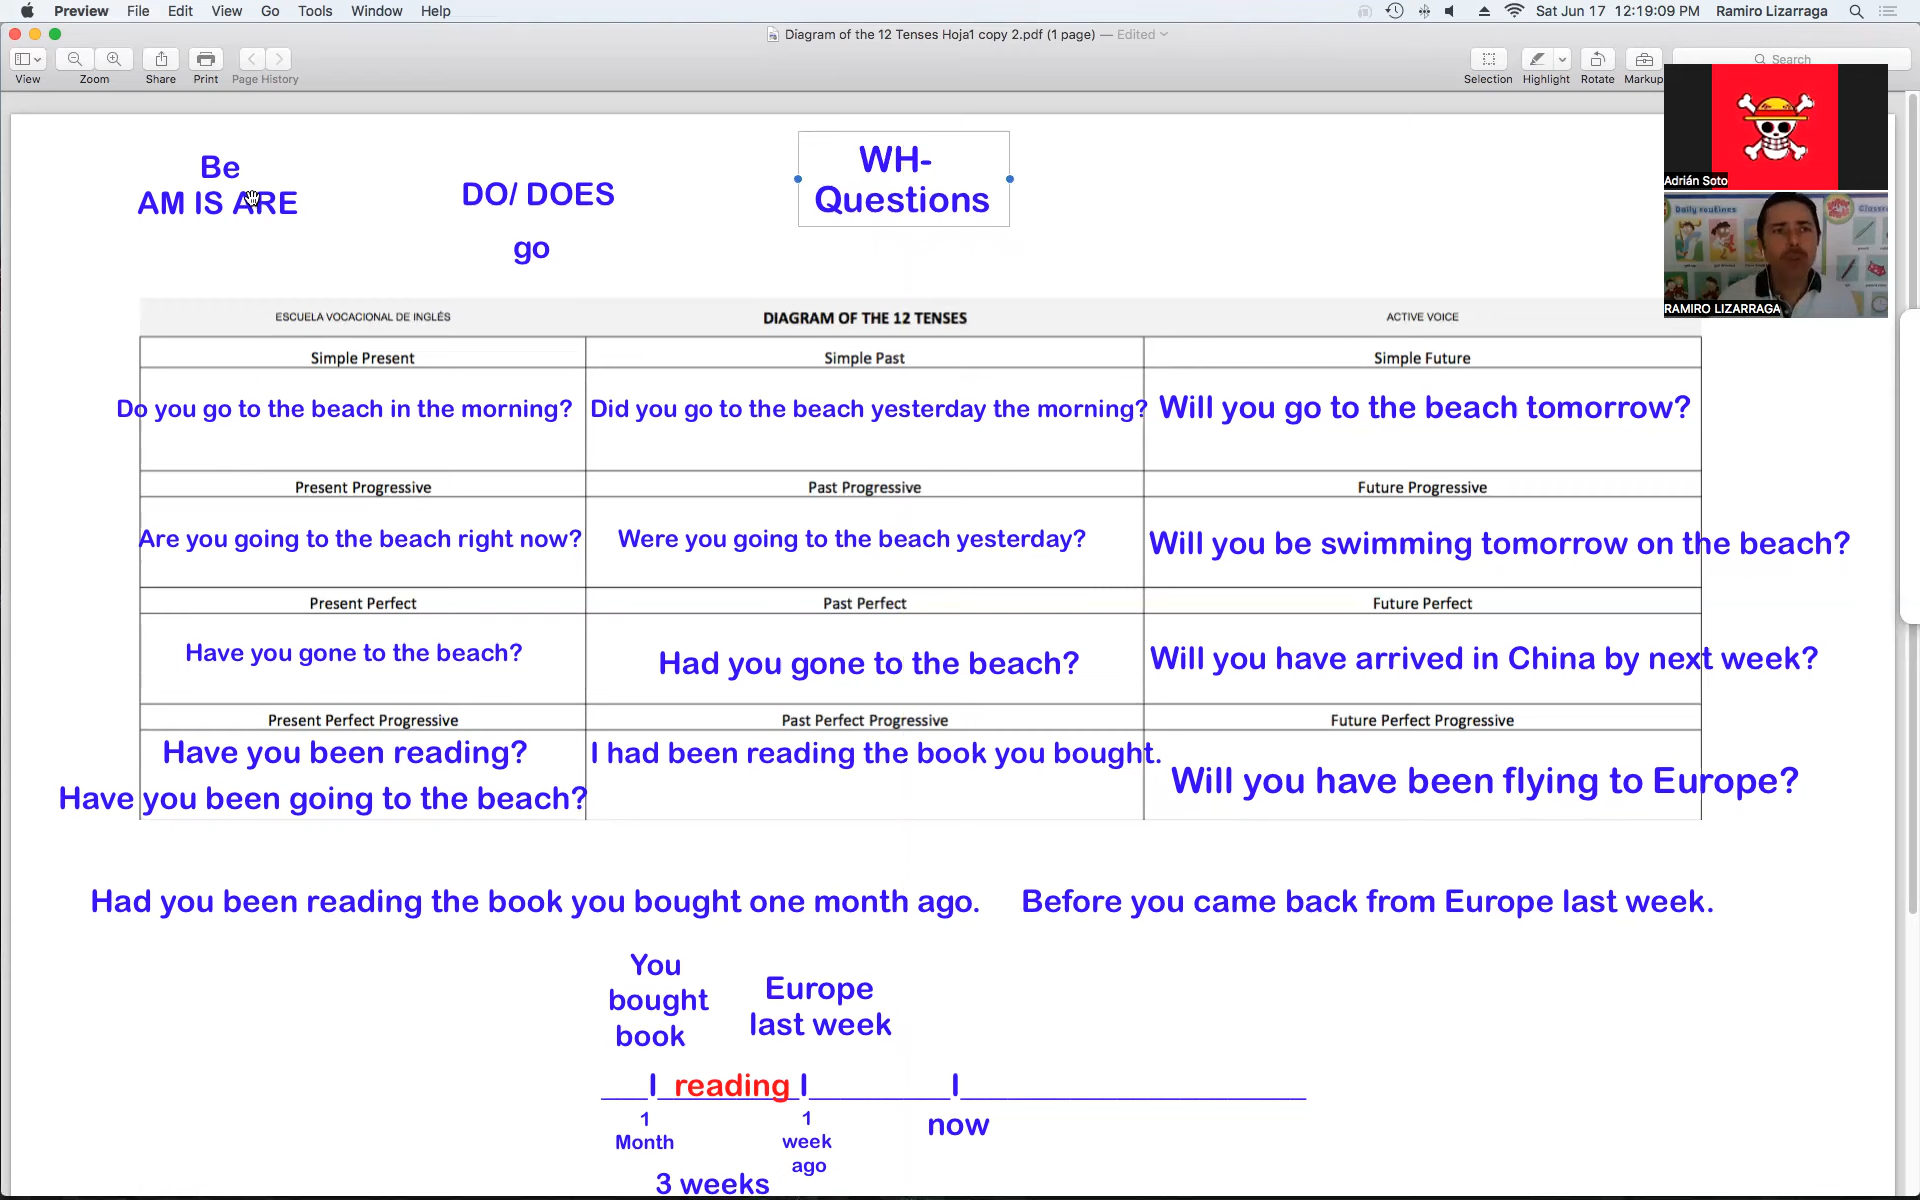 Preview File Edit View Go Tools Window Help Sat Jun 17 12:19:09 PM Ramiro Lizarraga
Diagram of the 12 Tenses Hoja1 copy 2.pdf (1 page) — Edited
View Zoom Share Print Page History Selection Highlight Rotate Markup Search
Be
AM IS ARE
DO/ DOES
go
WH-
Questions
Adrián Soto
Daily routines
RAMIRO LIZARRAGA
ESCUELA VOCACIONAL DE INGLÉS DIAGRAM OF THE 12 TENSES ACTIVE VOICE
Simple Present Simple Past Simple Future
Do you go to the beach in the morning? Did you go to the beach yesterday the morning? Will you go to the beach tomorrow?
Present Progressive Past Progressive Future Progressive
Are you going to the beach right now? Were you going to the beach yesterday? Will you be swimming tomorrow on the beach?
Present Perfect Past Perfect Future Perfect
Have you gone to the beach? Had you gone to the beach? Will you have arrived in China by next week?
Present Perfect Progressive Past Perfect Progressive Future Perfect Progressive
Have you been reading? I had been reading the book you bought.
Have you been going to the beach? Will you have been flying to Europe?
Had you been reading the book you bought one month ago. Before you came back from Europe last week.
You
bought
book
Europe
last week
I reading I I
1
Month
1
week
ago
now
3 weeks